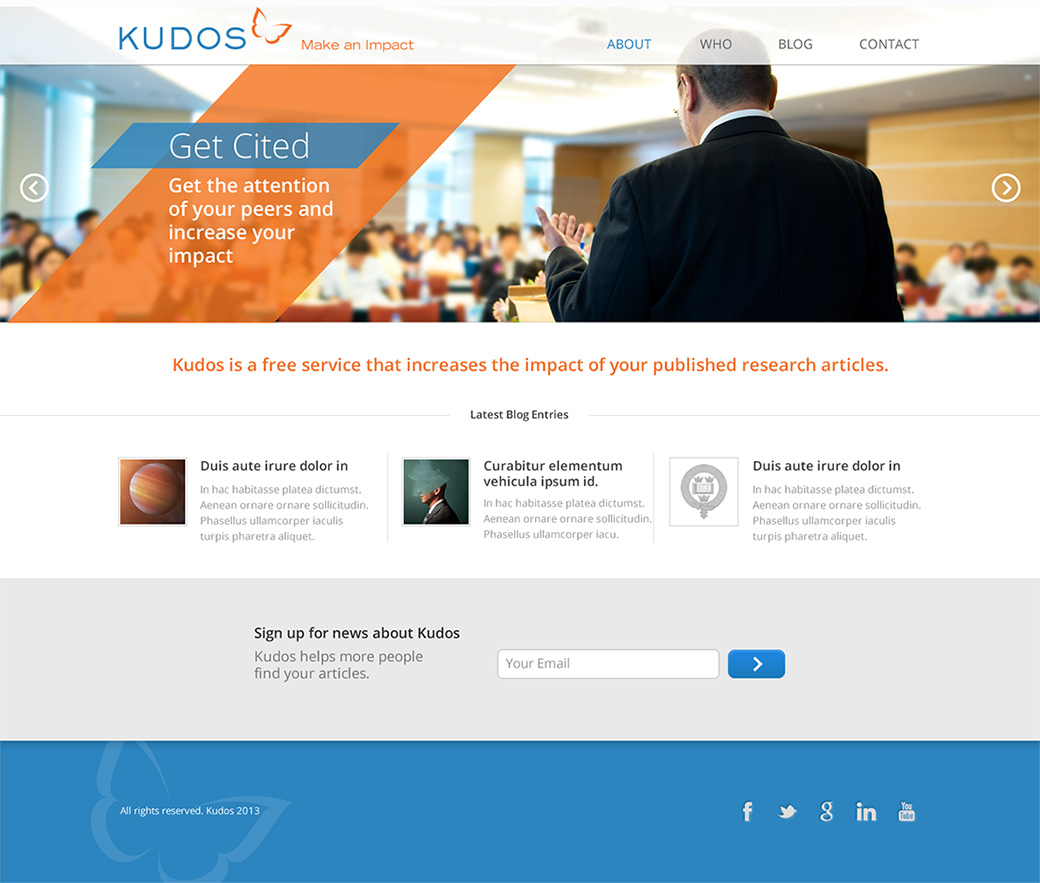 KUDOS
Make an Impact
ABOUT WHO BLOG CONTACT
Get Cited
Get the attention
of your peers and
increase your
impact
Kudos is a free service that increases the impact of your published research articles.
Latest Blog Entries
Duis aute irure dolor in
In hac habitasse platea dictumst.
Aenean ornare ornare sollicitudin.
Phasellus ullamcorper iaculis
turpis pharetra aliquet.
Curabitur elementum
vehicula ipsum id.
In hac habitasse platea dictumst.
Aenean ornare ornare sollicitudin.
Phasellus ullamcorper iacu.
Duis aute irure dolor in
In hac habitasse platea dictumst.
Aenean ornare ornare sollicitudin.
Phasellus ullamcorper iaculis
turpis pharetra aliquet.
Sign up for news about Kudos
Kudos helps more people
find your articles.
Your Email
All rights reserved. Kudos 2013
You
Tube